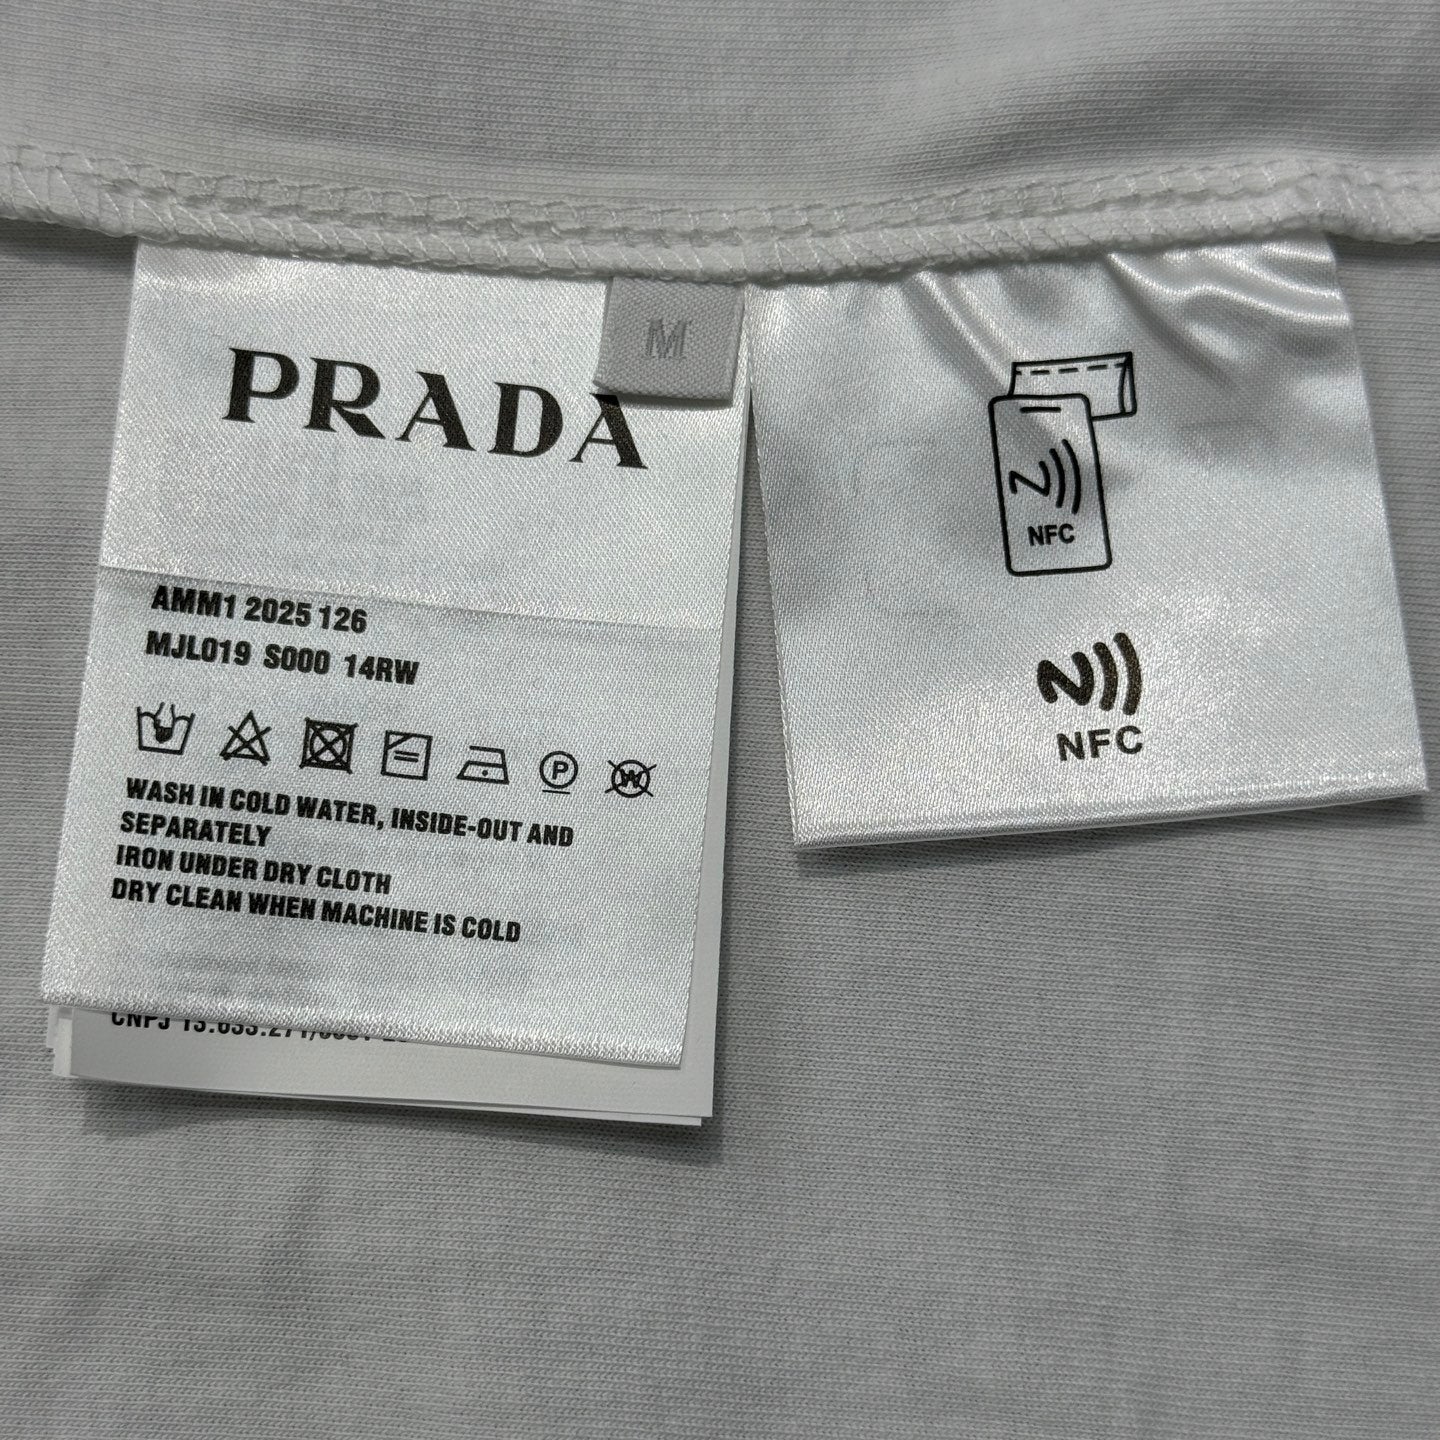 PRADA
M
AMM1 2025 126
MJL019 S000 14RW
P
W
WASH IN COLD WATER, INSIDE-OUT AND
SEPARATELY
IRON UNDER DRY CLOTH
DRY CLEAN WHEN MACHINE IS COLD
CNPJ
NFC
NFC